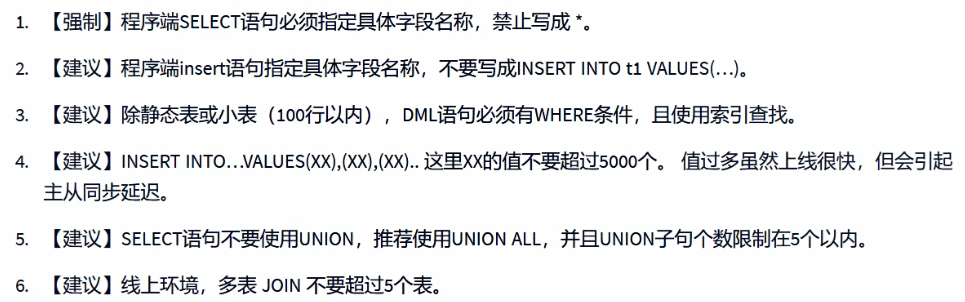 1. 【强制】程序端SELECT语句必须指定具体字段名称，禁止写成 *。
2. 【建议】程序端insert语句指定具体字段名称，不要写成INSERT INTO t1 VALUES(…)。
3. 【建议】除静态表或小表（100行以内），DML语句必须有WHERE条件，且使用索引查找。
4. 【建议】INSERT INTO…VALUES(XX),(XX),(XX).. 这里XX的值不要超过5000个。 值过多虽然上线很快，但会引起
主从同步延迟。
5. 【建议】SELECT语句不要使用UNION，推荐使用UNION ALL，并且UNION子句个数限制在5个以内。
6. 【建议】线上环境，多表 JOIN 不要超过5个表。